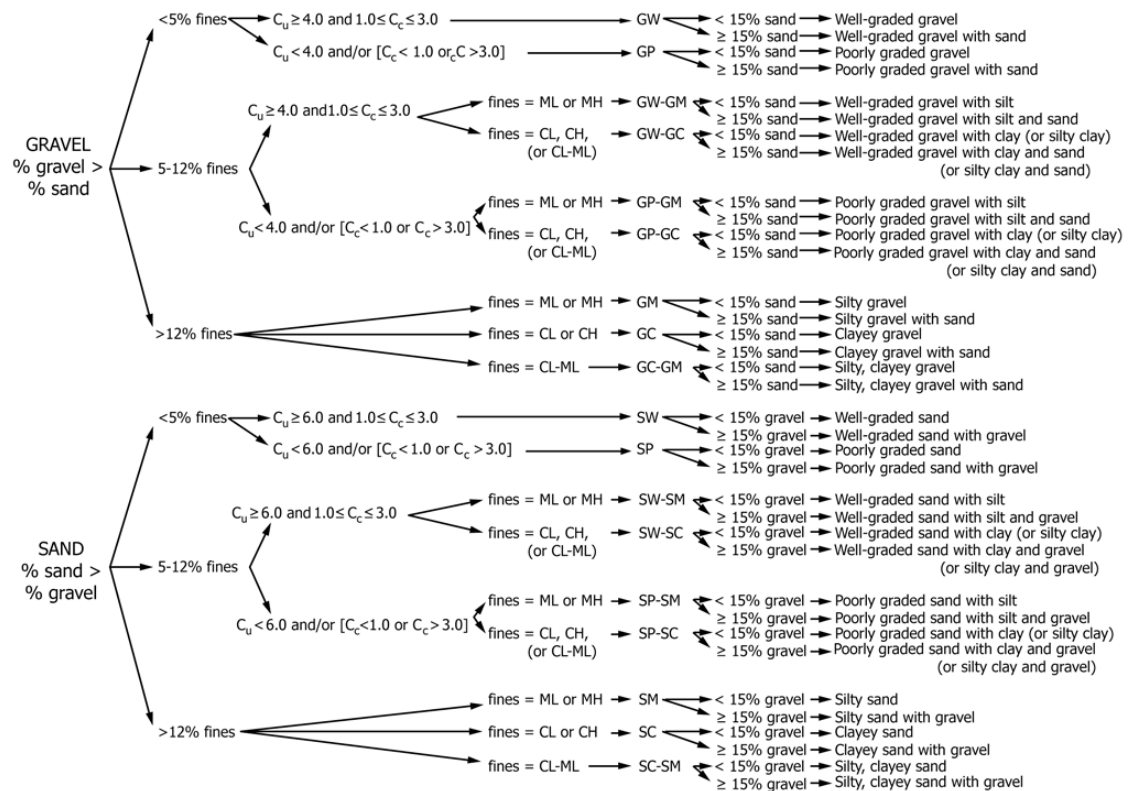 <5% fines
Cu ≥ 4.0 and 1.0≤ Cc ≤ 3.0
GW
< 15% sand
Well-graded gravel
≥ 15% sand
Well-graded gravel with sand
Cu < 4.0 and/or [Cc < 1.0 or cC >3.0]
GP
< 15% sand
Poorly graded gravel
≥ 15% sand
Poorly graded gravel with sand
GRAVEL
% gravel >
% sand
5-12% fines
Cu ≥4.0 and1.0≤ Cc ≤ 3.0
fines = ML or MH
GW-GM
< 15% sand
Well-graded gravel with silt
≥ 15% sand
Well-graded gravel with silt and sand
fines = CL, CH,
(or CL-ML)
GW-GC
< 15% sand
Well-graded gravel with clay (or silty clay)
≥ 15% sand
Well-graded gravel with clay and sand
(or silty clay and sand)
Cu < 4.0 and/or [Cc< 1.0 or Cc > 3.0]
fines = ML or MH
GP-GM
< 15% sand
Poorly graded gravel with silt
≥ 15% sand
Poorly graded gravel with silt and sand
fines = CL, CH,
(or CL-ML)
GP-GC
< 15% sand
Poorly graded gravel with clay (or silty clay)
≥ 15% sand
Poorly graded gravel with clay and sand
(or silty clay and sand)
>12% fines
fines = ML or MH
GM
< 15% sand
Silty gravel
≥ 15% sand
Silty gravel with sand
fines = CL or CH
GC
< 15% sand
Clayey gravel
≥ 15% sand
Clayey gravel with sand
fines = CL-ML
GC-GM
< 15% sand
Silty, clayey gravel
≥ 15% sand
Silty, clayey gravel with sand
<5% fines
Cu ≥ 6.0 and 1.0≤ Cc ≤ 3.0
SW
< 15% gravel
Well-graded sand
≥ 15% gravel
Well-graded sand with gravel
Cu < 6.0 and/or [Cc < 1.0 or Cc > 3.0]
SP
< 15% gravel
Poorly graded sand
≥ 15% gravel
Poorly graded sand with gravel
SAND
% sand >
% gravel
5-12% fines
Cu ≥6.0 and 1.0≤ Cc ≤ 3.0
fines = ML or MH
SW-SM
< 15% gravel
Well-graded sand with silt
≥ 15% gravel
Well-graded sand with silt and gravel
fines = CL, CH,
(or CL-ML)
SW-SC
< 15% gravel
Well-graded sand with clay (or silty clay)
≥ 15% gravel
Well-graded sand with clay and gravel
(or silty clay and gravel)
Cu < 6.0 and/or [Cc <1.0 or Cc > 3.0]
fines = ML or MH
SP-SM
< 15% gravel
Poorly graded sand with silt
≥ 15% gravel
Poorly graded sand with silt and gravel
fines = CL, CH,
(or CL-ML)
SP-SC
< 15% gravel
Poorly graded sand with clay (or silty clay)
≥ 15% gravel
Poorly graded sand with clay and gravel
(or silty clay and gravel)
>12% fines
fines = ML or MH
SM
< 15% gravel
Silty sand
≥ 15% gravel
Silty sand with gravel
fines = CL or CH
SC
< 15% gravel
Clayey sand
≥ 15% gravel
Clayey sand with gravel
fines = CL-ML
SC-SM
< 15% gravel
Silty, clayey sand
≥ 15% gravel
Silty, clayey sand with gravel